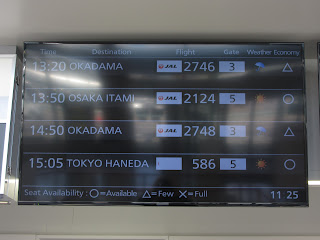 Time Destination Flight Gate Weather Economy
13:20 OKADAMA JAL 2746 3 △
13:50 OSAKA ITAMI JAL 2124 5 ○
14:50 OKADAMA JAL 2748 3 △
15:05 TOKYO HANEDA 586 5 ○
Seat Availability : ○=Available △=Few ×=Full 11 25